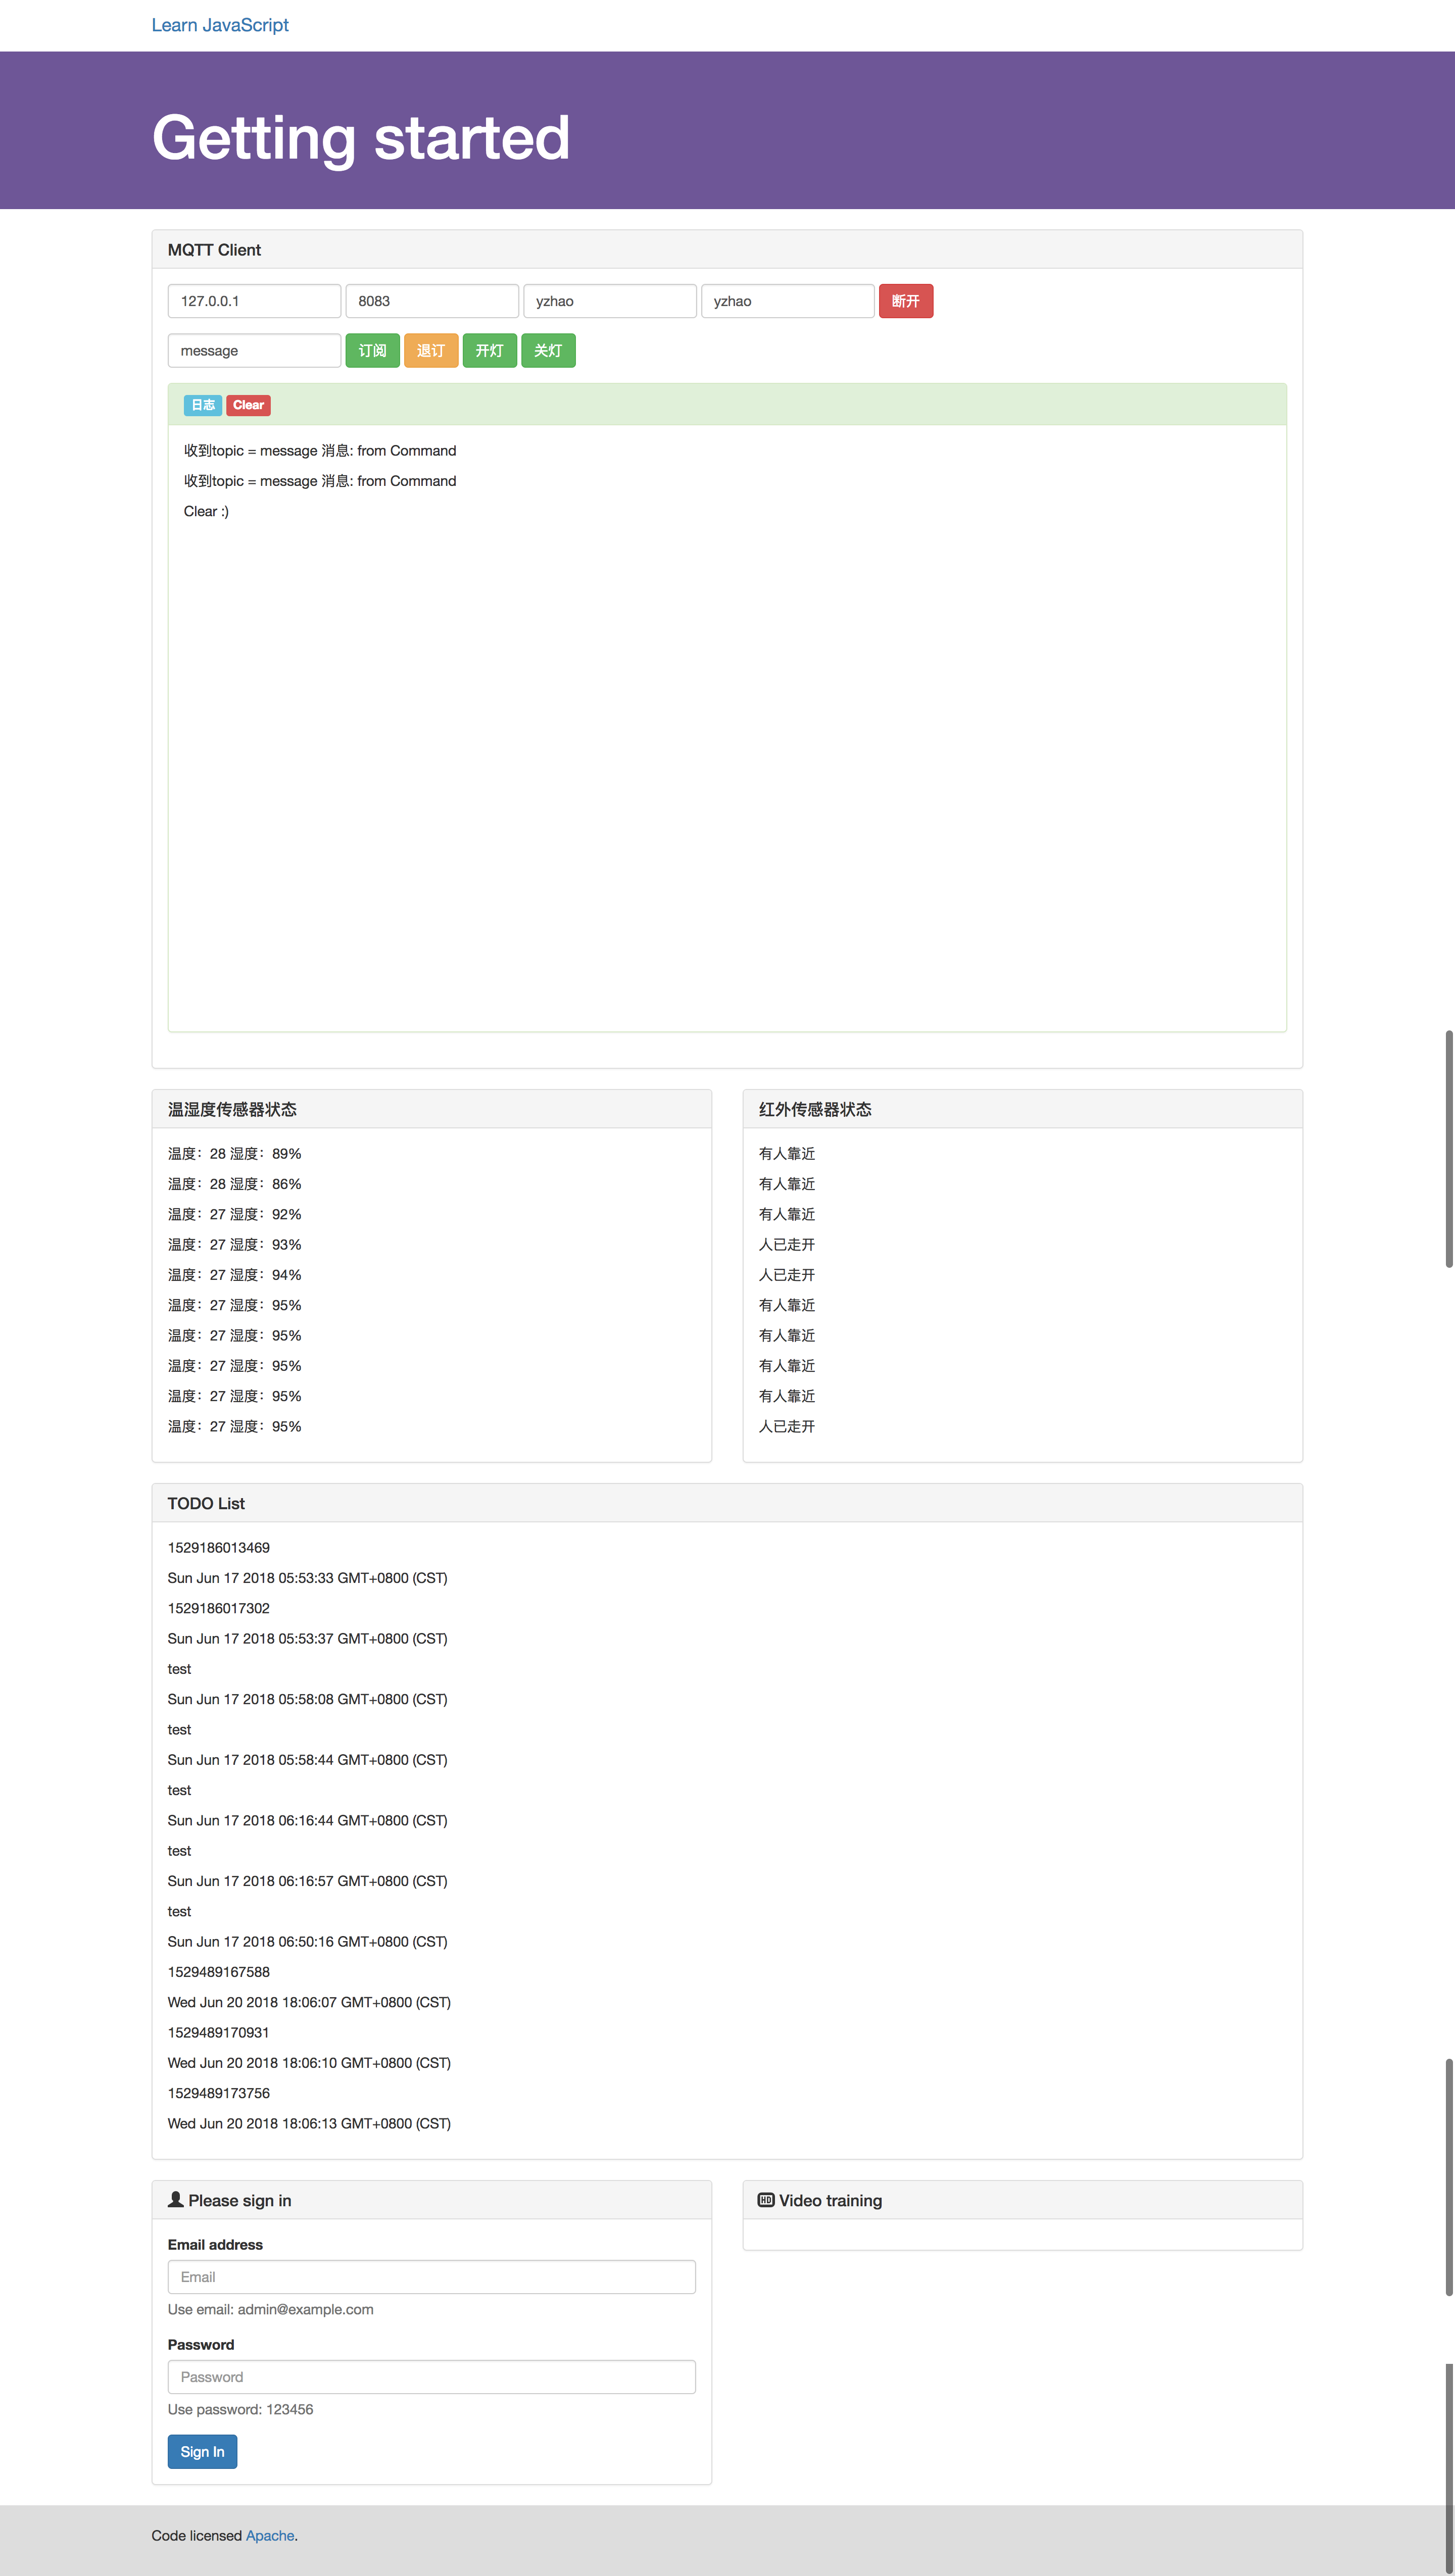 Learn JavaScript
Getting started
MQTT Client
127.0.0.1 8083 yzhao yzhao 断开
message 订阅 退订 开灯 关灯
日志 Clear
收到topic = message 消息: from Command
收到topic = message 消息: from Command
Clear :)
温湿度传感器状态
温度：28 湿度：89%
温度：28 湿度：86%
温度：27 湿度：92%
温度：27 湿度：93%
温度：27 湿度：94%
温度：27 湿度：95%
温度：27 湿度：95%
温度：27 湿度：95%
温度：27 湿度：95%
温度：27 湿度：95%
红外传感器状态
有人靠近
有人靠近
有人靠近
人已走开
人已走开
有人靠近
有人靠近
有人靠近
有人靠近
人已走开
TODO List
1529186013469
Sun Jun 17 2018 05:53:33 GMT+0800 (CST)
1529186017302
Sun Jun 17 2018 05:53:37 GMT+0800 (CST)
test
Sun Jun 17 2018 05:58:08 GMT+0800 (CST)
test
Sun Jun 17 2018 05:58:44 GMT+0800 (CST)
test
Sun Jun 17 2018 06:16:44 GMT+0800 (CST)
test
Sun Jun 17 2018 06:16:57 GMT+0800 (CST)
test
Sun Jun 17 2018 06:50:16 GMT+0800 (CST)
1529489167588
Wed Jun 20 2018 18:06:07 GMT+0800 (CST)
1529489170931
Wed Jun 20 2018 18:06:10 GMT+0800 (CST)
1529489173756
Wed Jun 20 2018 18:06:13 GMT+0800 (CST)
Please sign in
Email address
Email
Use email: admin@example.com
Password
Password
Use password: 123456
Sign In
HD Video training
Code licensed Apache.